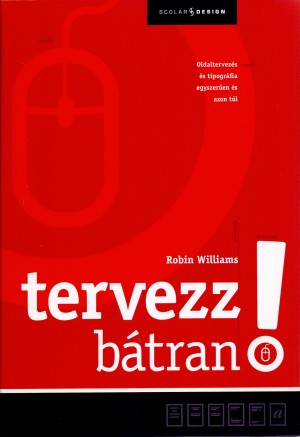 SCOLAR DESIGN
Oldaltervezés
és tipográfia
egyszerűen és
azon túl
Robin Williams
tervezz
bátran!
a